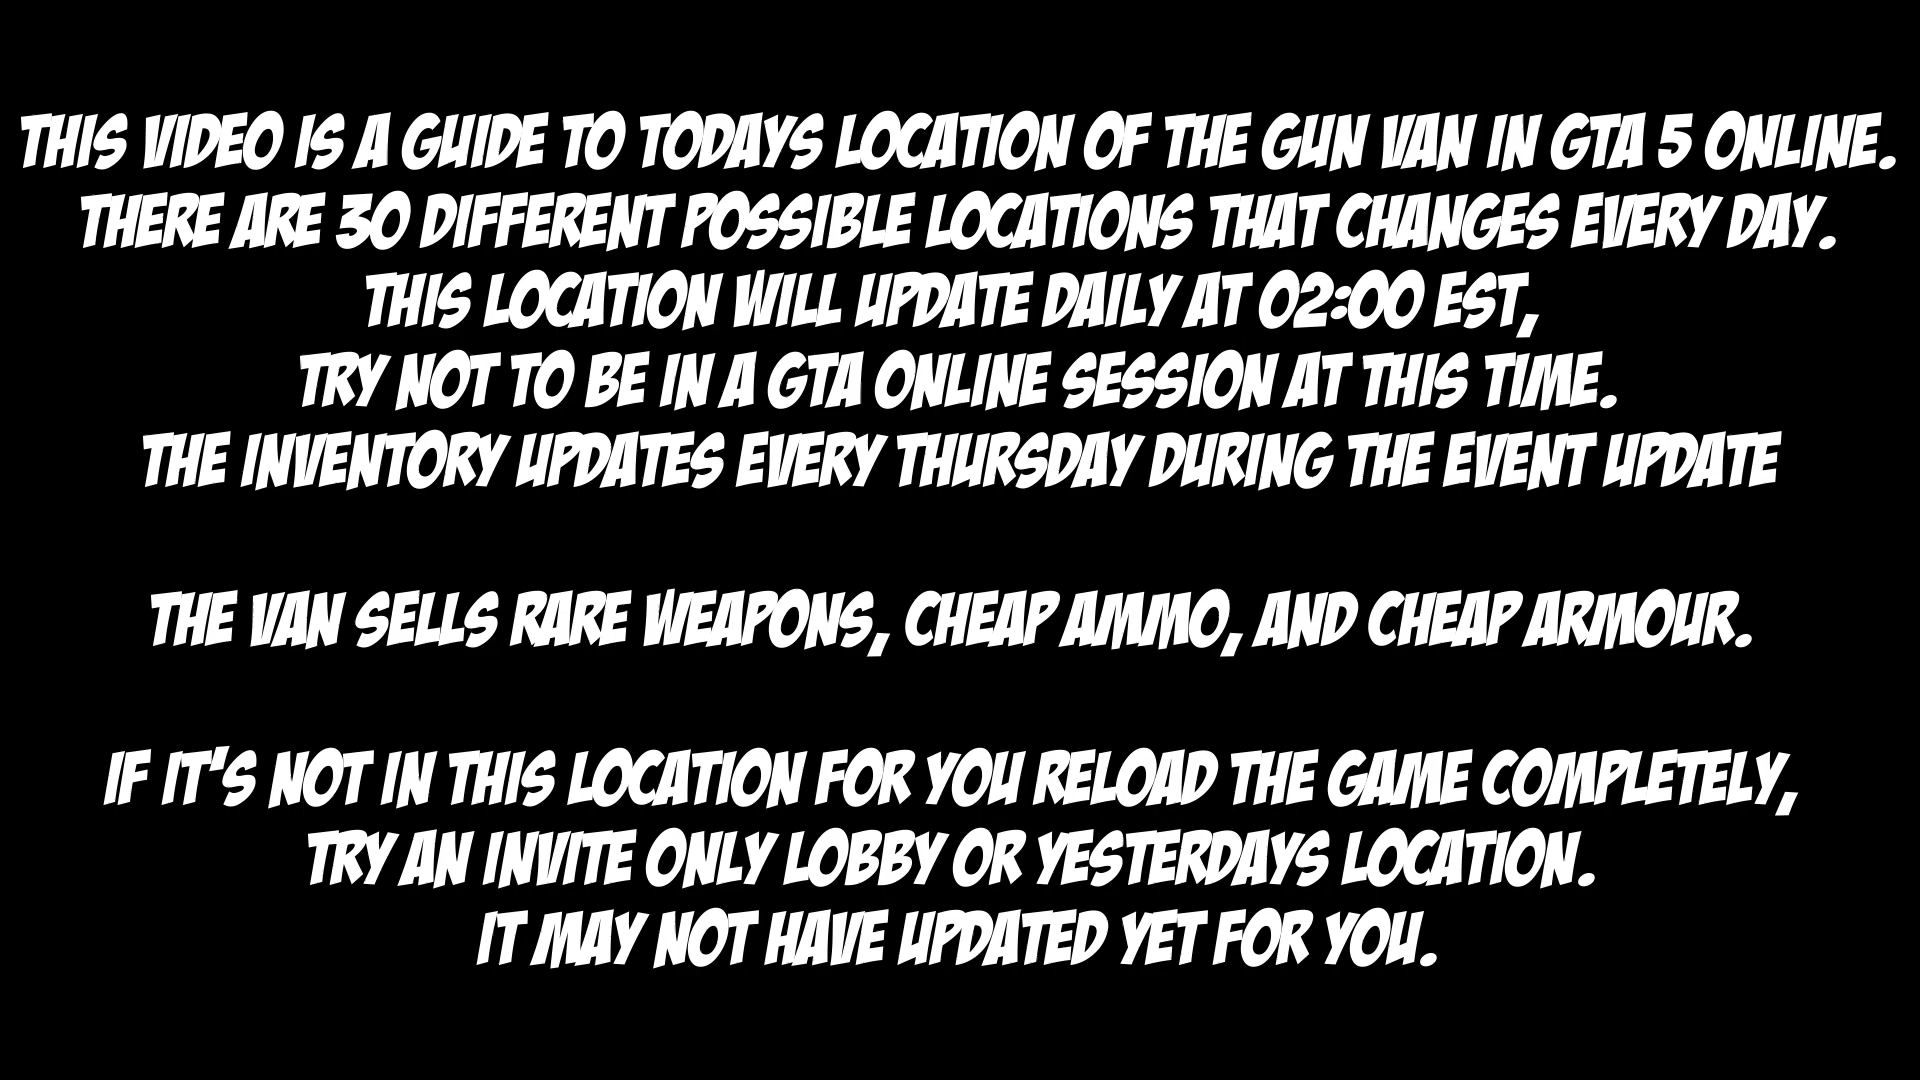 THIS VIDEO IS A GUIDE TO TODAYS LOCATION OF THE GUN VAN IN GTA 5 ONLINE.
THERE ARE 30 DIFFERENT POSSIBLE LOCATIONS THAT CHANGES EVERY DAY.
THIS LOCATION WILL UPDATE DAILY AT 02:00 EST,
TRY NOT TO BE IN A GTA ONLINE SESSION AT THIS TIME.
THE INVENTORY UPDATES EVERY THURSDAY DURING THE EVENT UPDATE
THE VAN SELLS RARE WEAPONS, CHEAP AMMO, AND CHEAP ARMOUR.
IF IT'S NOT IN THIS LOCATION FOR YOU RELOAD THE GAME COMPLETELY,
TRY AN INVITE ONLY LOBBY OR YESTERDAYS LOCATION.
IT MAY NOT HAVE UPDATED YET FOR YOU.